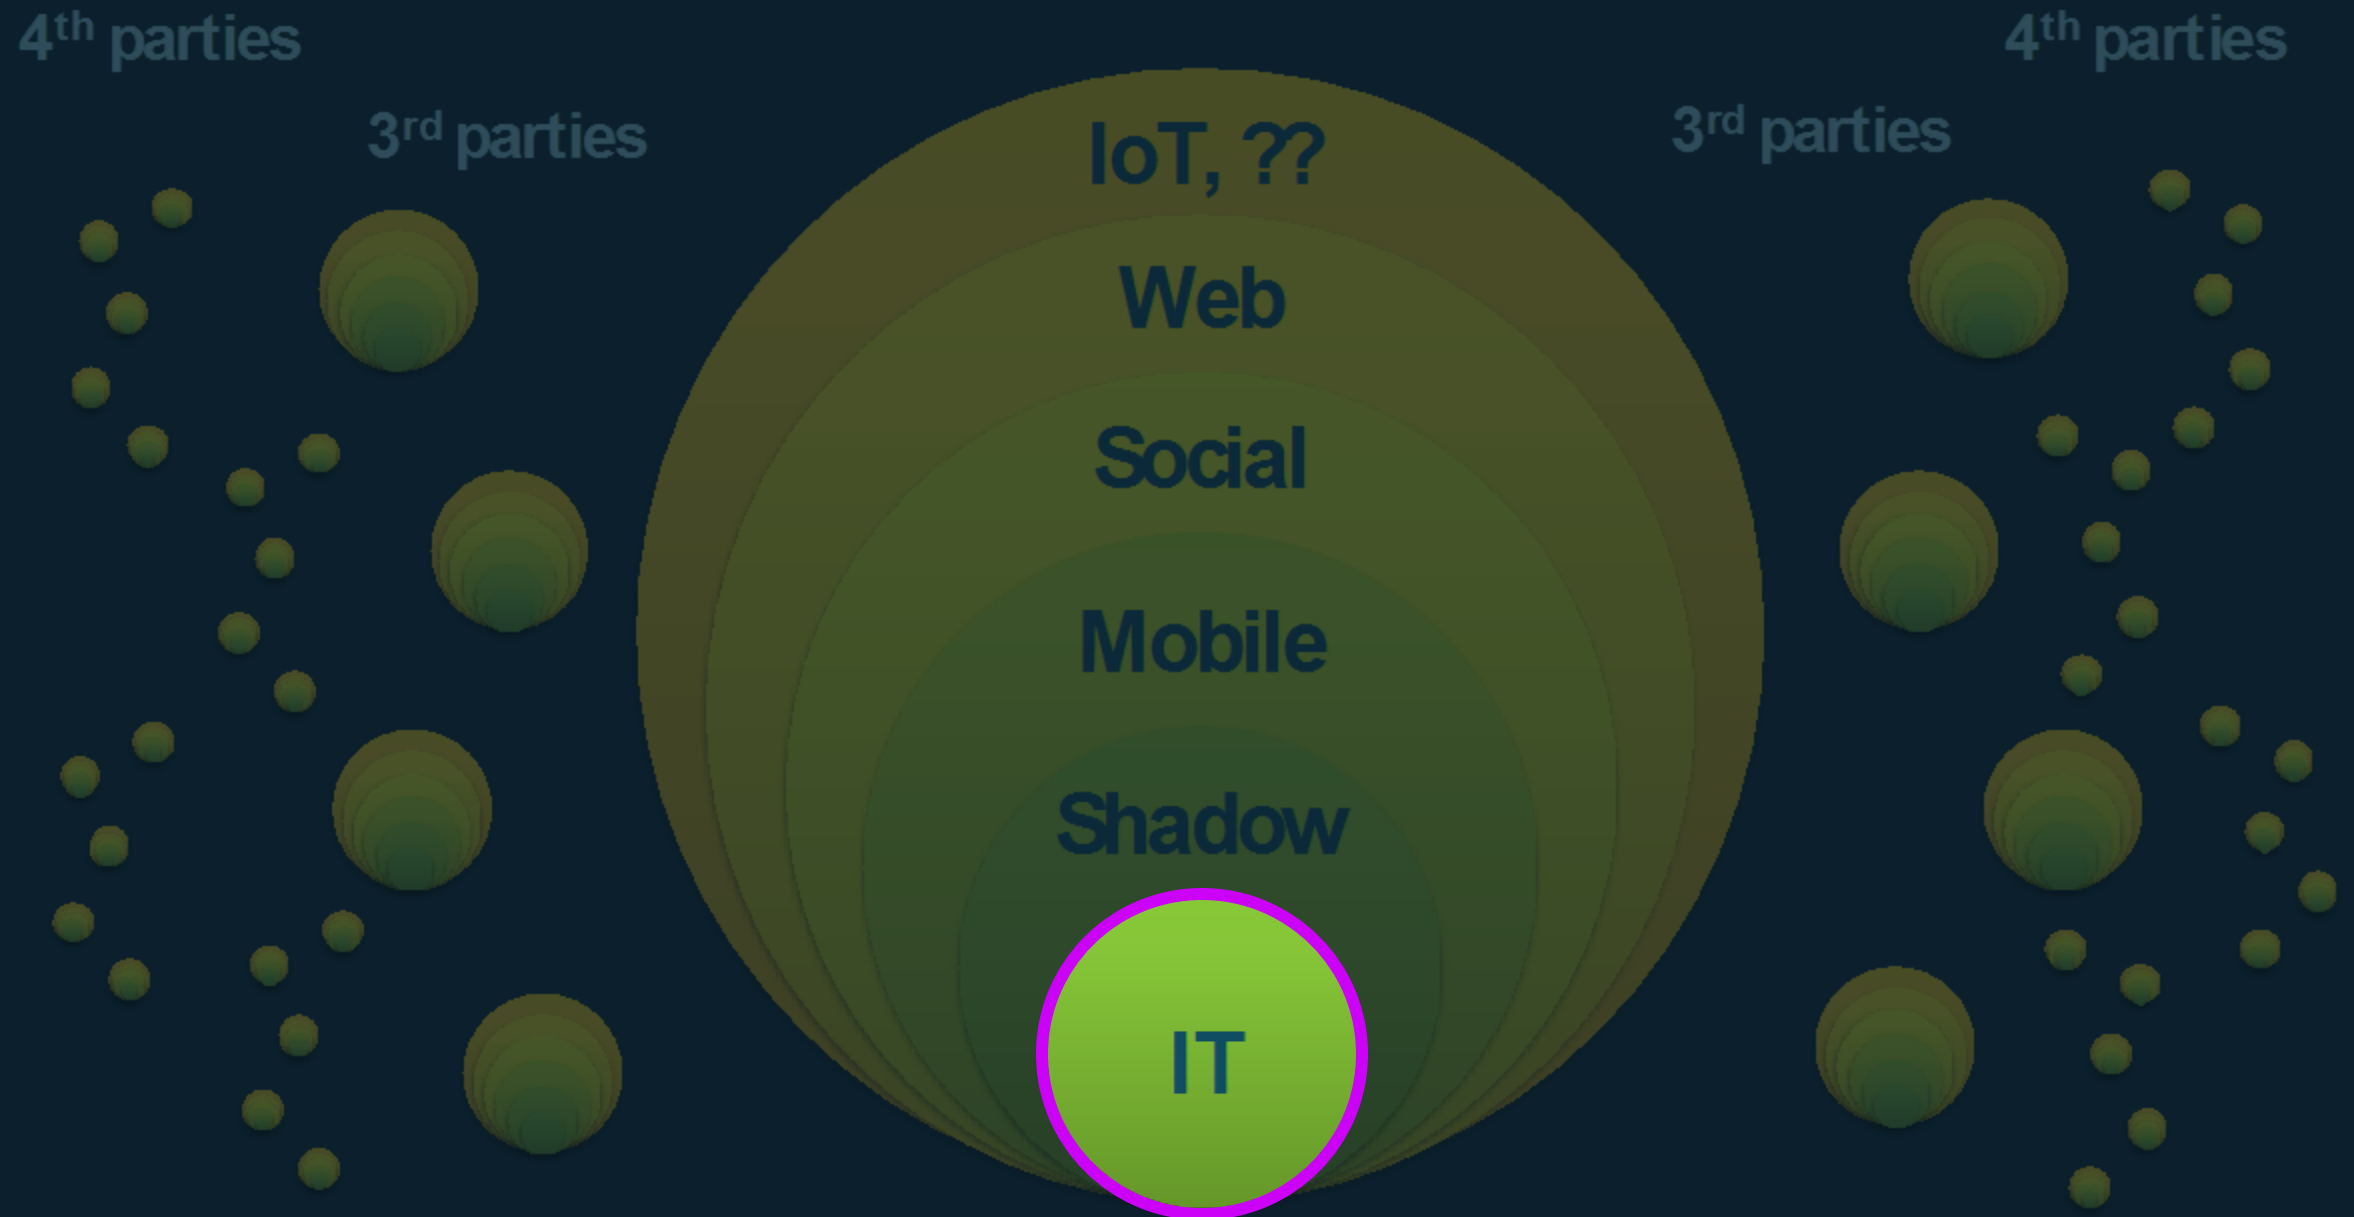 4th parties
4th parties
3rd parties
3rd parties
IoT, ??
Web
Social
Mobile
Shadow
IT